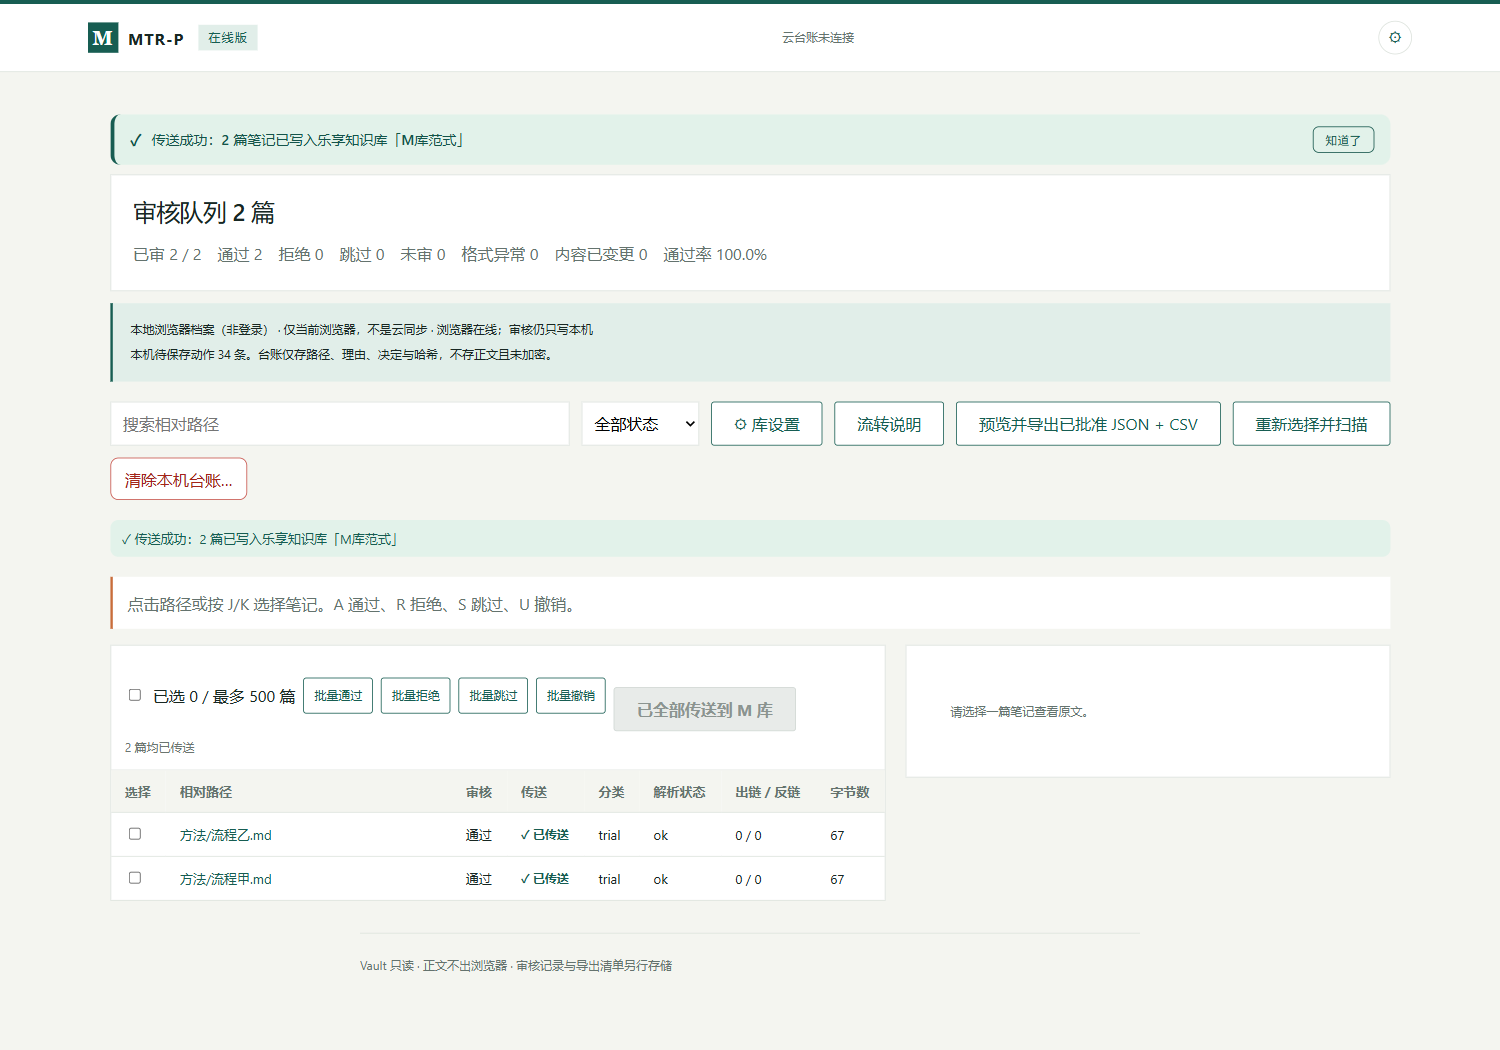 M MTR-P 在线版 云台账未连接 ⚙
✓ 传送成功：2 篇笔记已写入乐享知识库「M库范式」 知道了
审核队列 2 篇
已审 2 / 2 通过 2 拒绝 0 跳过 0 未审 0 格式异常 0 内容已变更 0 通过率 100.0%
本地浏览器档案（非登录） · 仅当前浏览器，不是云同步 · 浏览器在线；审核仍只写本机
本机待保存动作 34 条。台账仅存路径、理由、决定与哈希，不存正文且未加密。
搜索相对路径 全部状态 ⚙ 库设置 流转说明 预览并导出已批准 JSON + CSV 重新选择并扫描
清除本机台账...
✓ 传送成功：2 篇已写入乐享知识库「M库范式」
点击路径或按 J/K 选择笔记。A 通过、R 拒绝、S 跳过、U 撤销。
已选 0 / 最多 500 篇 批量通过 批量拒绝 批量跳过 批量撤销 已全部传送到 M 库
2 篇均已传送
请选择一篇笔记查看原文。
选择 相对路径 审核 传送 分类 解析状态 出链 / 反链 字节数
方法/流程乙.md 通过 ✓ 已传送 trial ok 0 / 0 67
方法/流程甲.md 通过 ✓ 已传送 trial ok 0 / 0 67
Vault 只读 · 正文不出浏览器 · 审核记录与导出清单另行存储